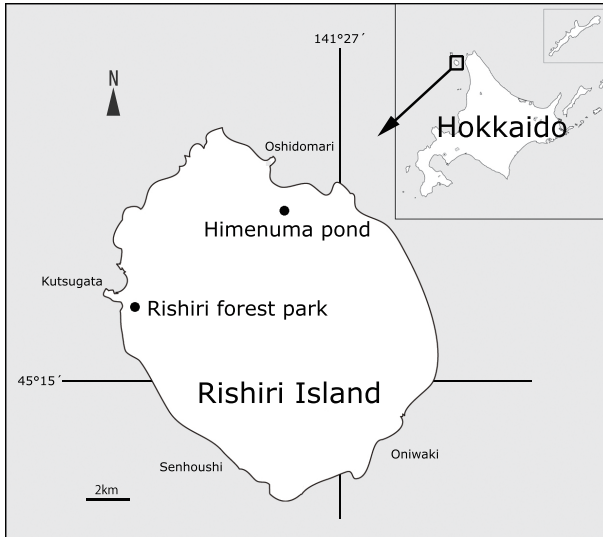 141°27´
N
Hokkaido
Oshidomari
Himenuma pond
Kutsugata
Rishiri forest park
45°15´
Rishiri Island
Oniwaki
Senhoushi
2km